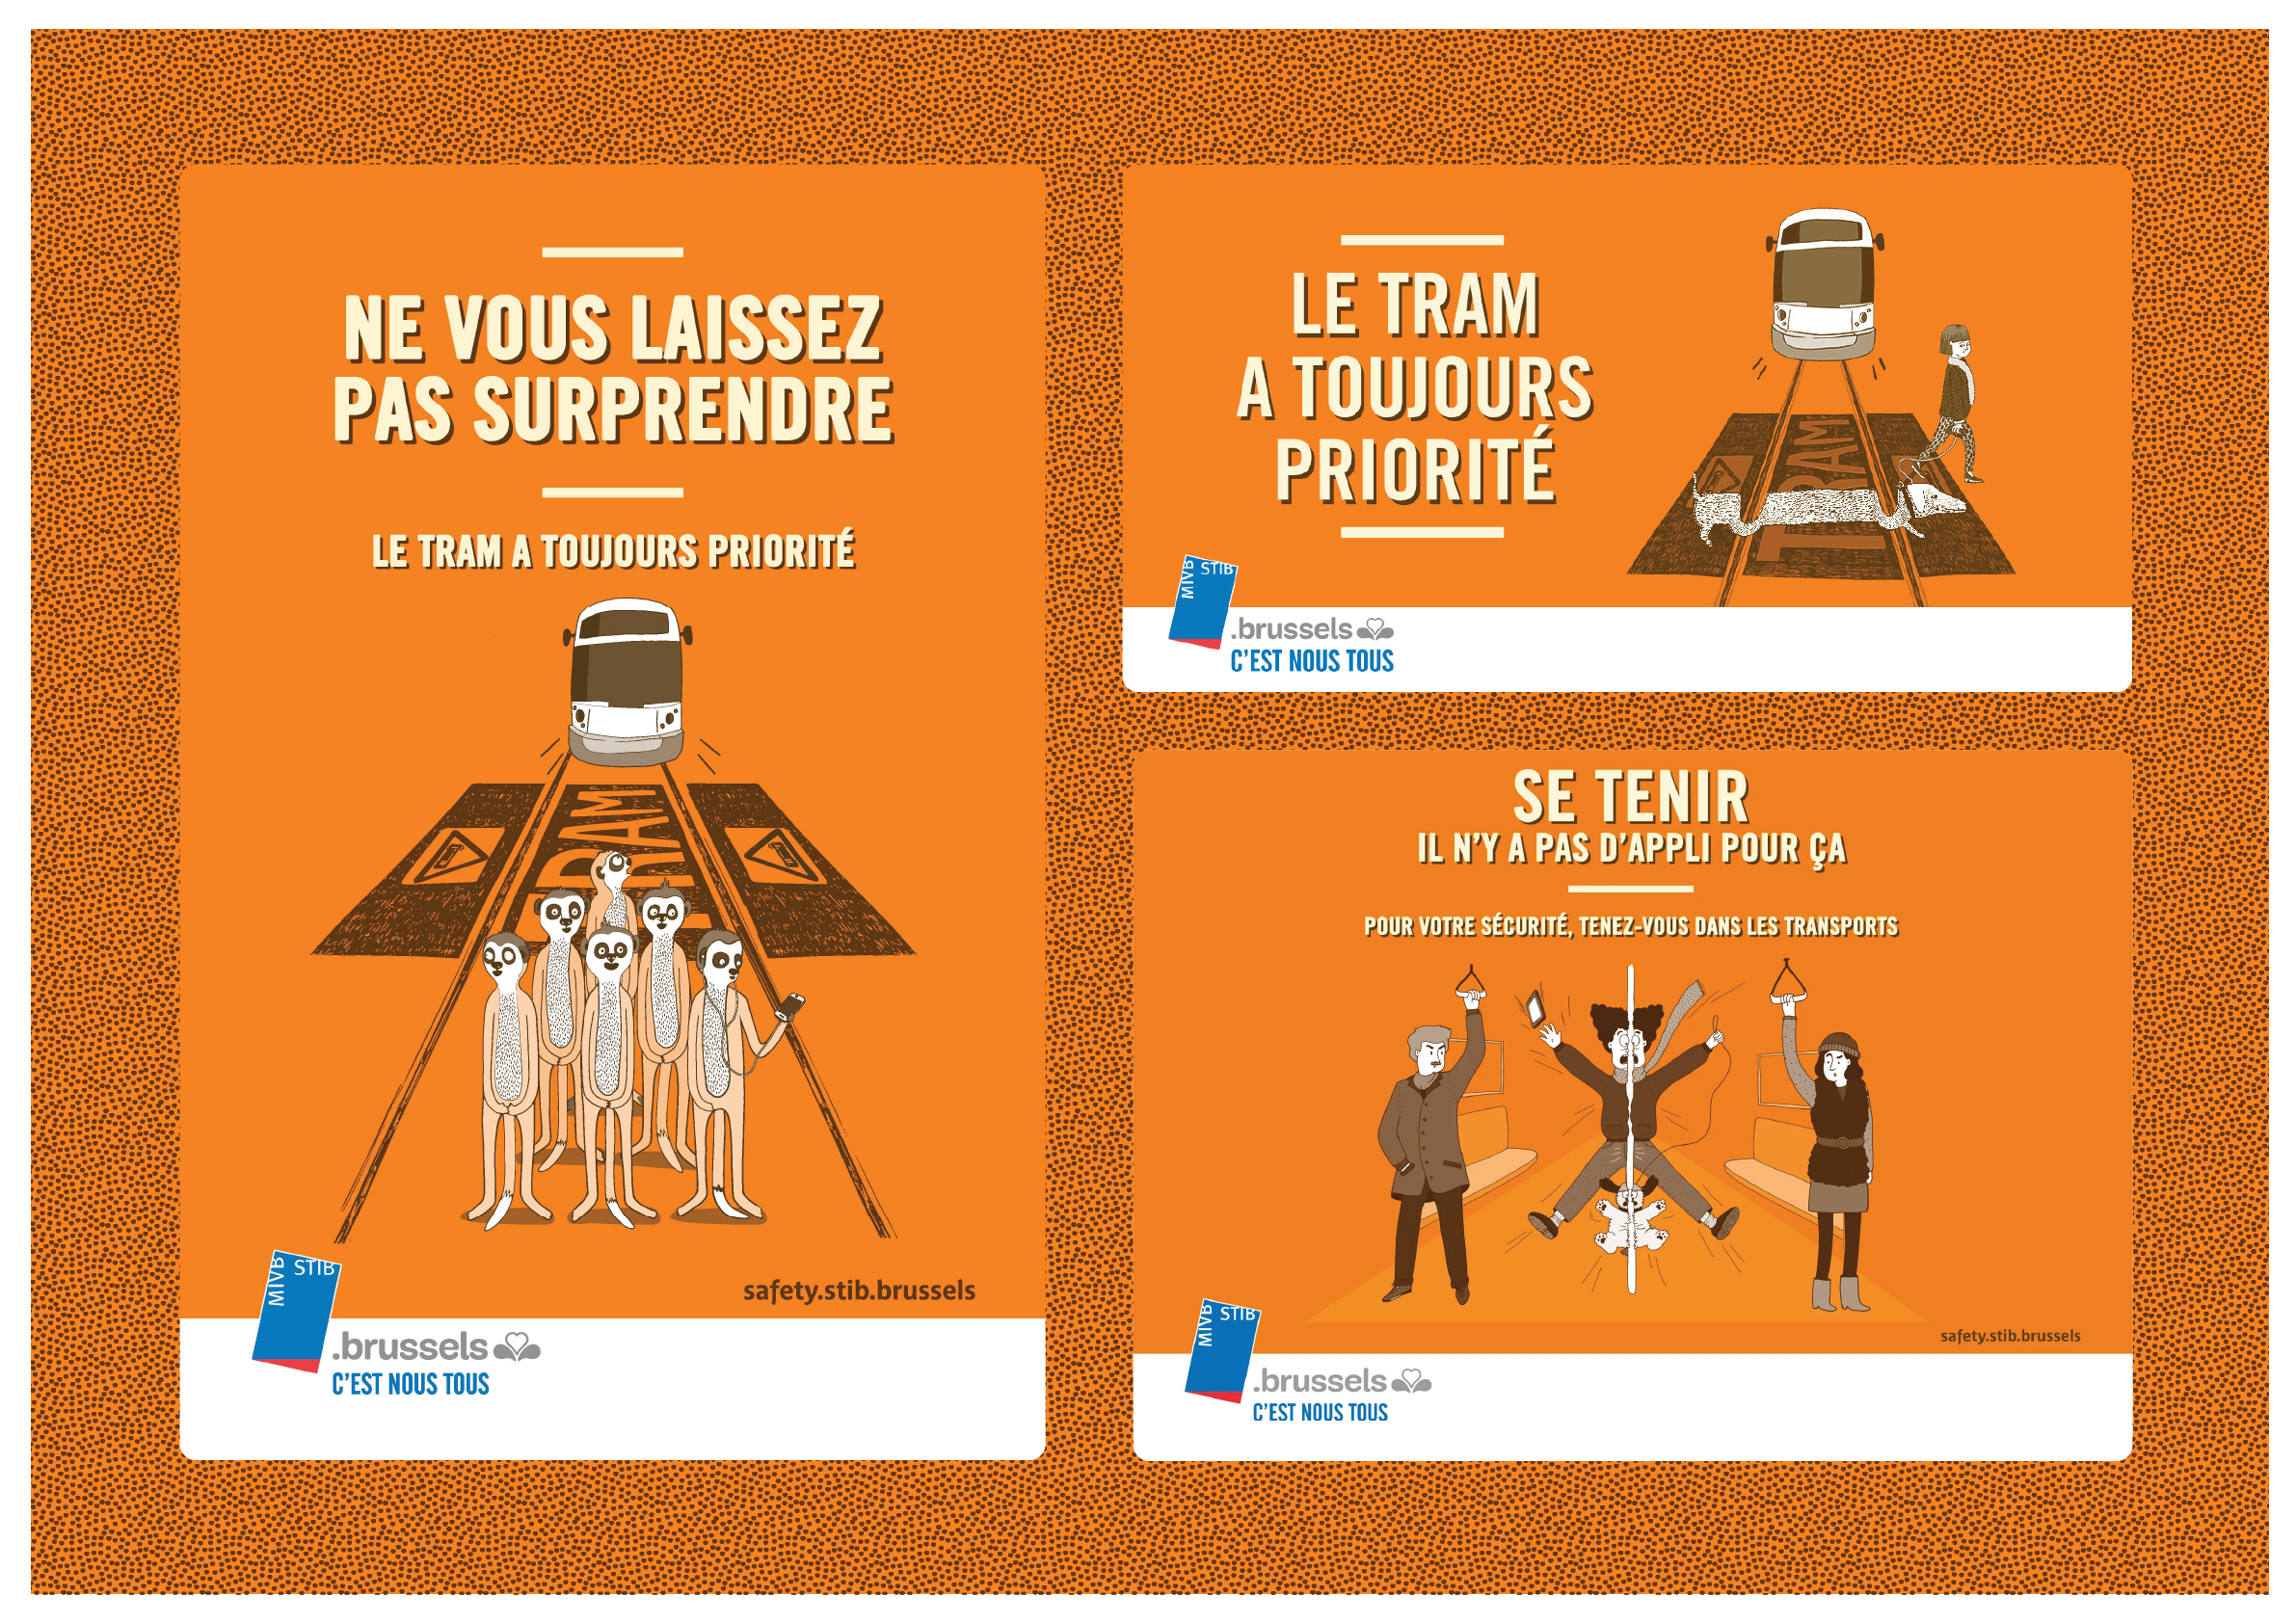 NE VOUS LAISSEZ
PAS SURPRENDRE
LE TRAM A TOUJOURS PRIORITÉ
TRAM
safety.stib.brussels
MIVB STIB
.brussels
C'EST NOUS TOUS
LE TRAM
A TOUJOURS
PRIORITÉ
TRAM
MIVB STIB
.brussels
C'EST NOUS TOUS
SE TENIR
IL N'Y A PAS D'APPLI POUR ÇA
POUR VOTRE SÉCURITÉ, TENEZ-VOUS DANS LES TRANSPORTS
safety.stib.brussels
MIVB STIB
.brussels
C'EST NOUS TOUS